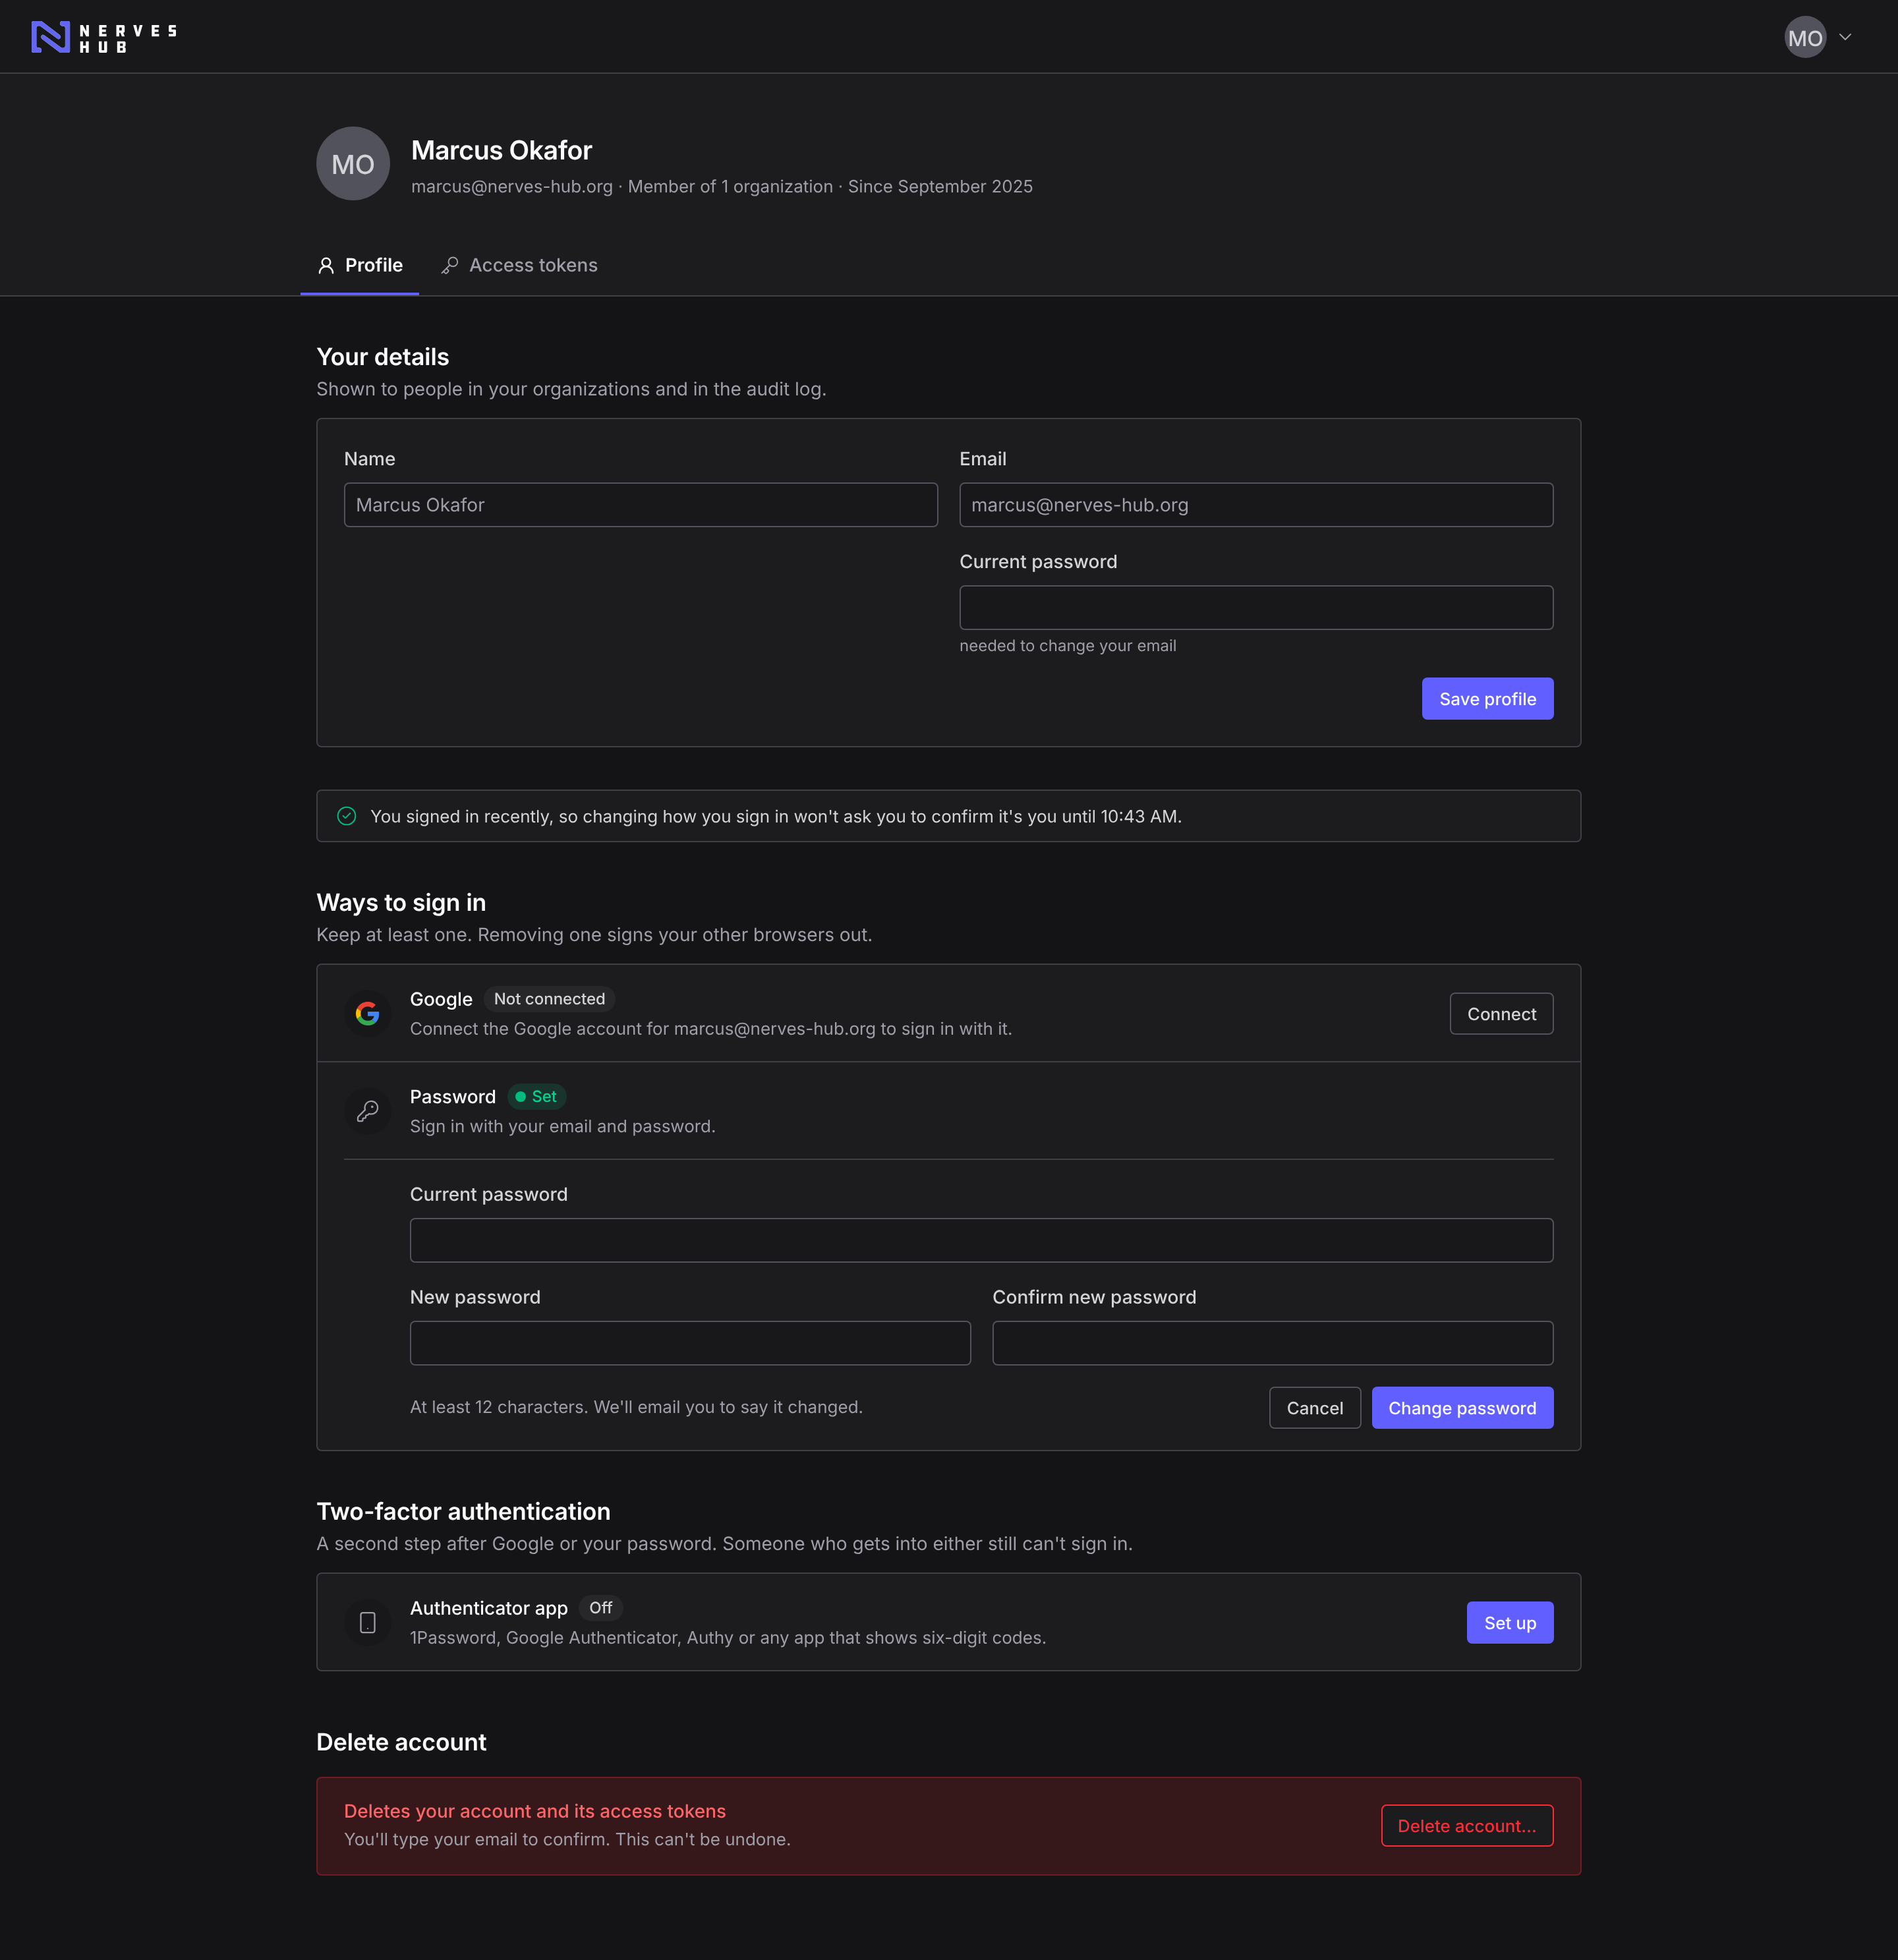 NERVES
HUB
MO
MO
Marcus Okafor
marcus@nerves-hub.org · Member of 1 organization · Since September 2025
Profile
Access tokens
Your details
Shown to people in your organizations and in the audit log.
Name
Email
Marcus Okafor
marcus@nerves-hub.org
Current password
needed to change your email
Save profile
You signed in recently, so changing how you sign in won't ask you to confirm it's you until 10:43 AM.
Ways to sign in
Keep at least one. Removing one signs your other browsers out.
Google
Not connected
Connect the Google account for marcus@nerves-hub.org to sign in with it.
Connect
Password
Set
Sign in with your email and password.
Current password
New password
Confirm new password
At least 12 characters. We'll email you to say it changed.
Cancel
Change password
Two-factor authentication
A second step after Google or your password. Someone who gets into either still can't sign in.
Authenticator app
Off
1Password, Google Authenticator, Authy or any app that shows six-digit codes.
Set up
Delete account
Deletes your account and its access tokens
You'll type your email to confirm. This can't be undone.
Delete account...